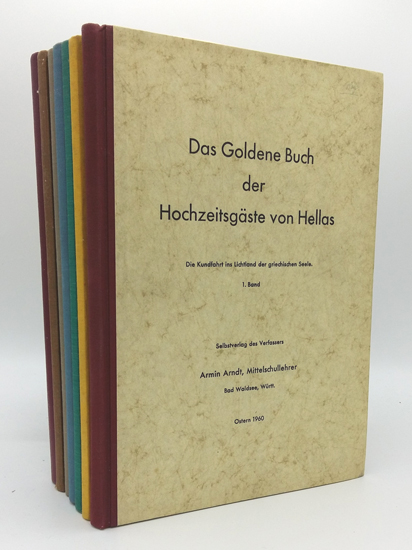 Das Goldene Buch
der
Hochzeitsgäste von Hellas
Die Kundfahrt ins Lichtland der griechischen Seele.
1. Band
Selbstverlag des Verfassers
Armin Arndt, Mittelschullehrer
Bad Waldsee, Württ.
Ostern 1960